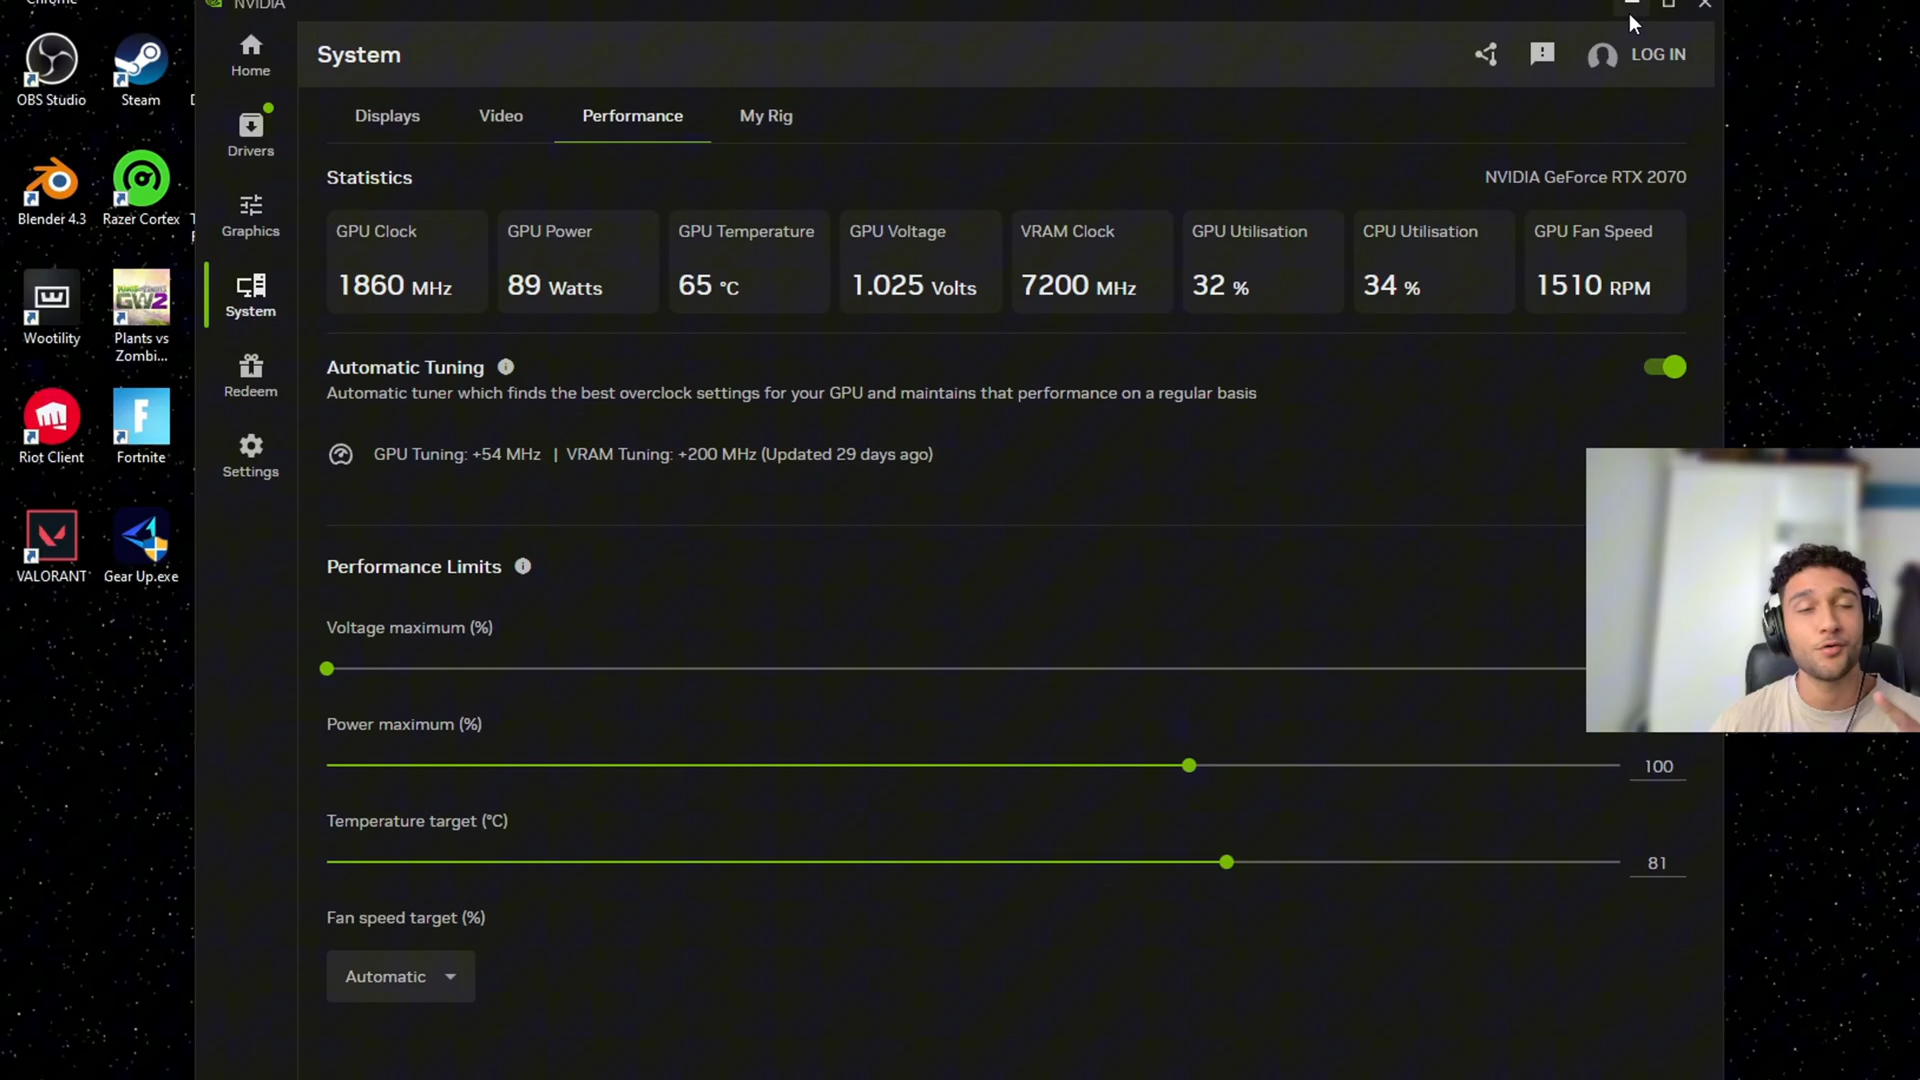 Chrome
OBS Studio
Steam
Blender 4.3
Razer Cortex
Wootility
Plants vs
Zombi...
Riot Client
Fortnite
VALORANT
Gear Up.exe
NVIDIA
Home
Drivers
Graphics
System
Redeem
Settings
System
LOG IN
Displays
Video
Performance
My Rig
Statistics
NVIDIA GeForce RTX 2070
GPU Clock
1860 MHz
GPU Power
89 Watts
GPU Temperature
65 °C
GPU Voltage
1.025 Volts
VRAM Clock
7200 MHz
GPU Utilisation
32 %
CPU Utilisation
34 %
GPU Fan Speed
1510 RPM
Automatic Tuning
Automatic tuner which finds the best overclock settings for your GPU and maintains that performance on a regular basis
GPU Tuning: +54 MHz | VRAM Tuning: +200 MHz (Updated 29 days ago)
Performance Limits
Voltage maximum (%)
Power maximum (%)
100
Temperature target (°C)
81
Fan speed target (%)
Automatic